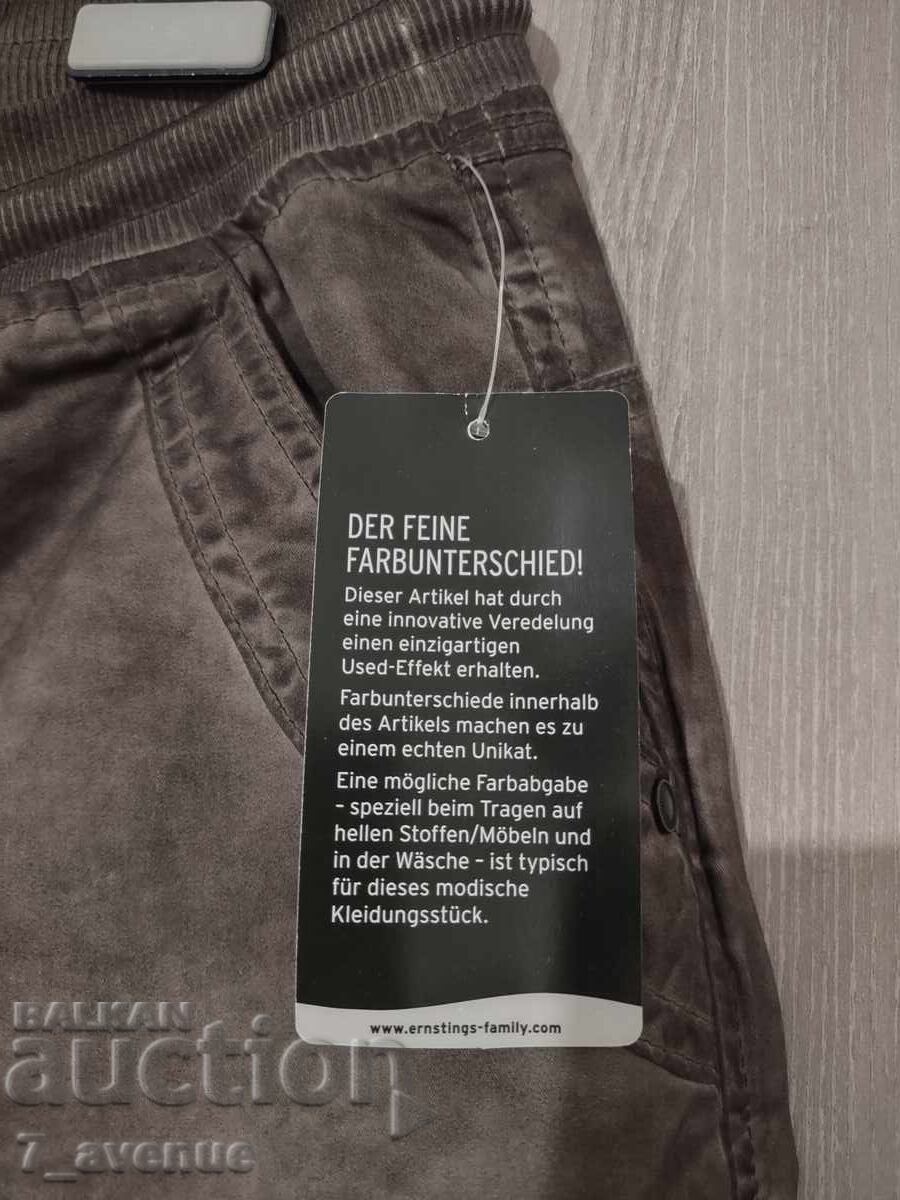 DER FEINE
FARBUNTERSCHIED!
Dieser Artikel hat durch
eine innovative Veredelung
einen einzigartigen
Used-Effekt erhalten.
Farbunterschiede innerhalb
des Artikels machen es zu
einem echten Unikat.
Eine mögliche Farbabgabe
– speziell beim Tragen auf
hellen Stoffen/Möbeln und
in der Wäsche – ist typisch
für dieses modische
Kleidungsstück.
www.ernstings-family.com
BALKAN
auction
7_avenue